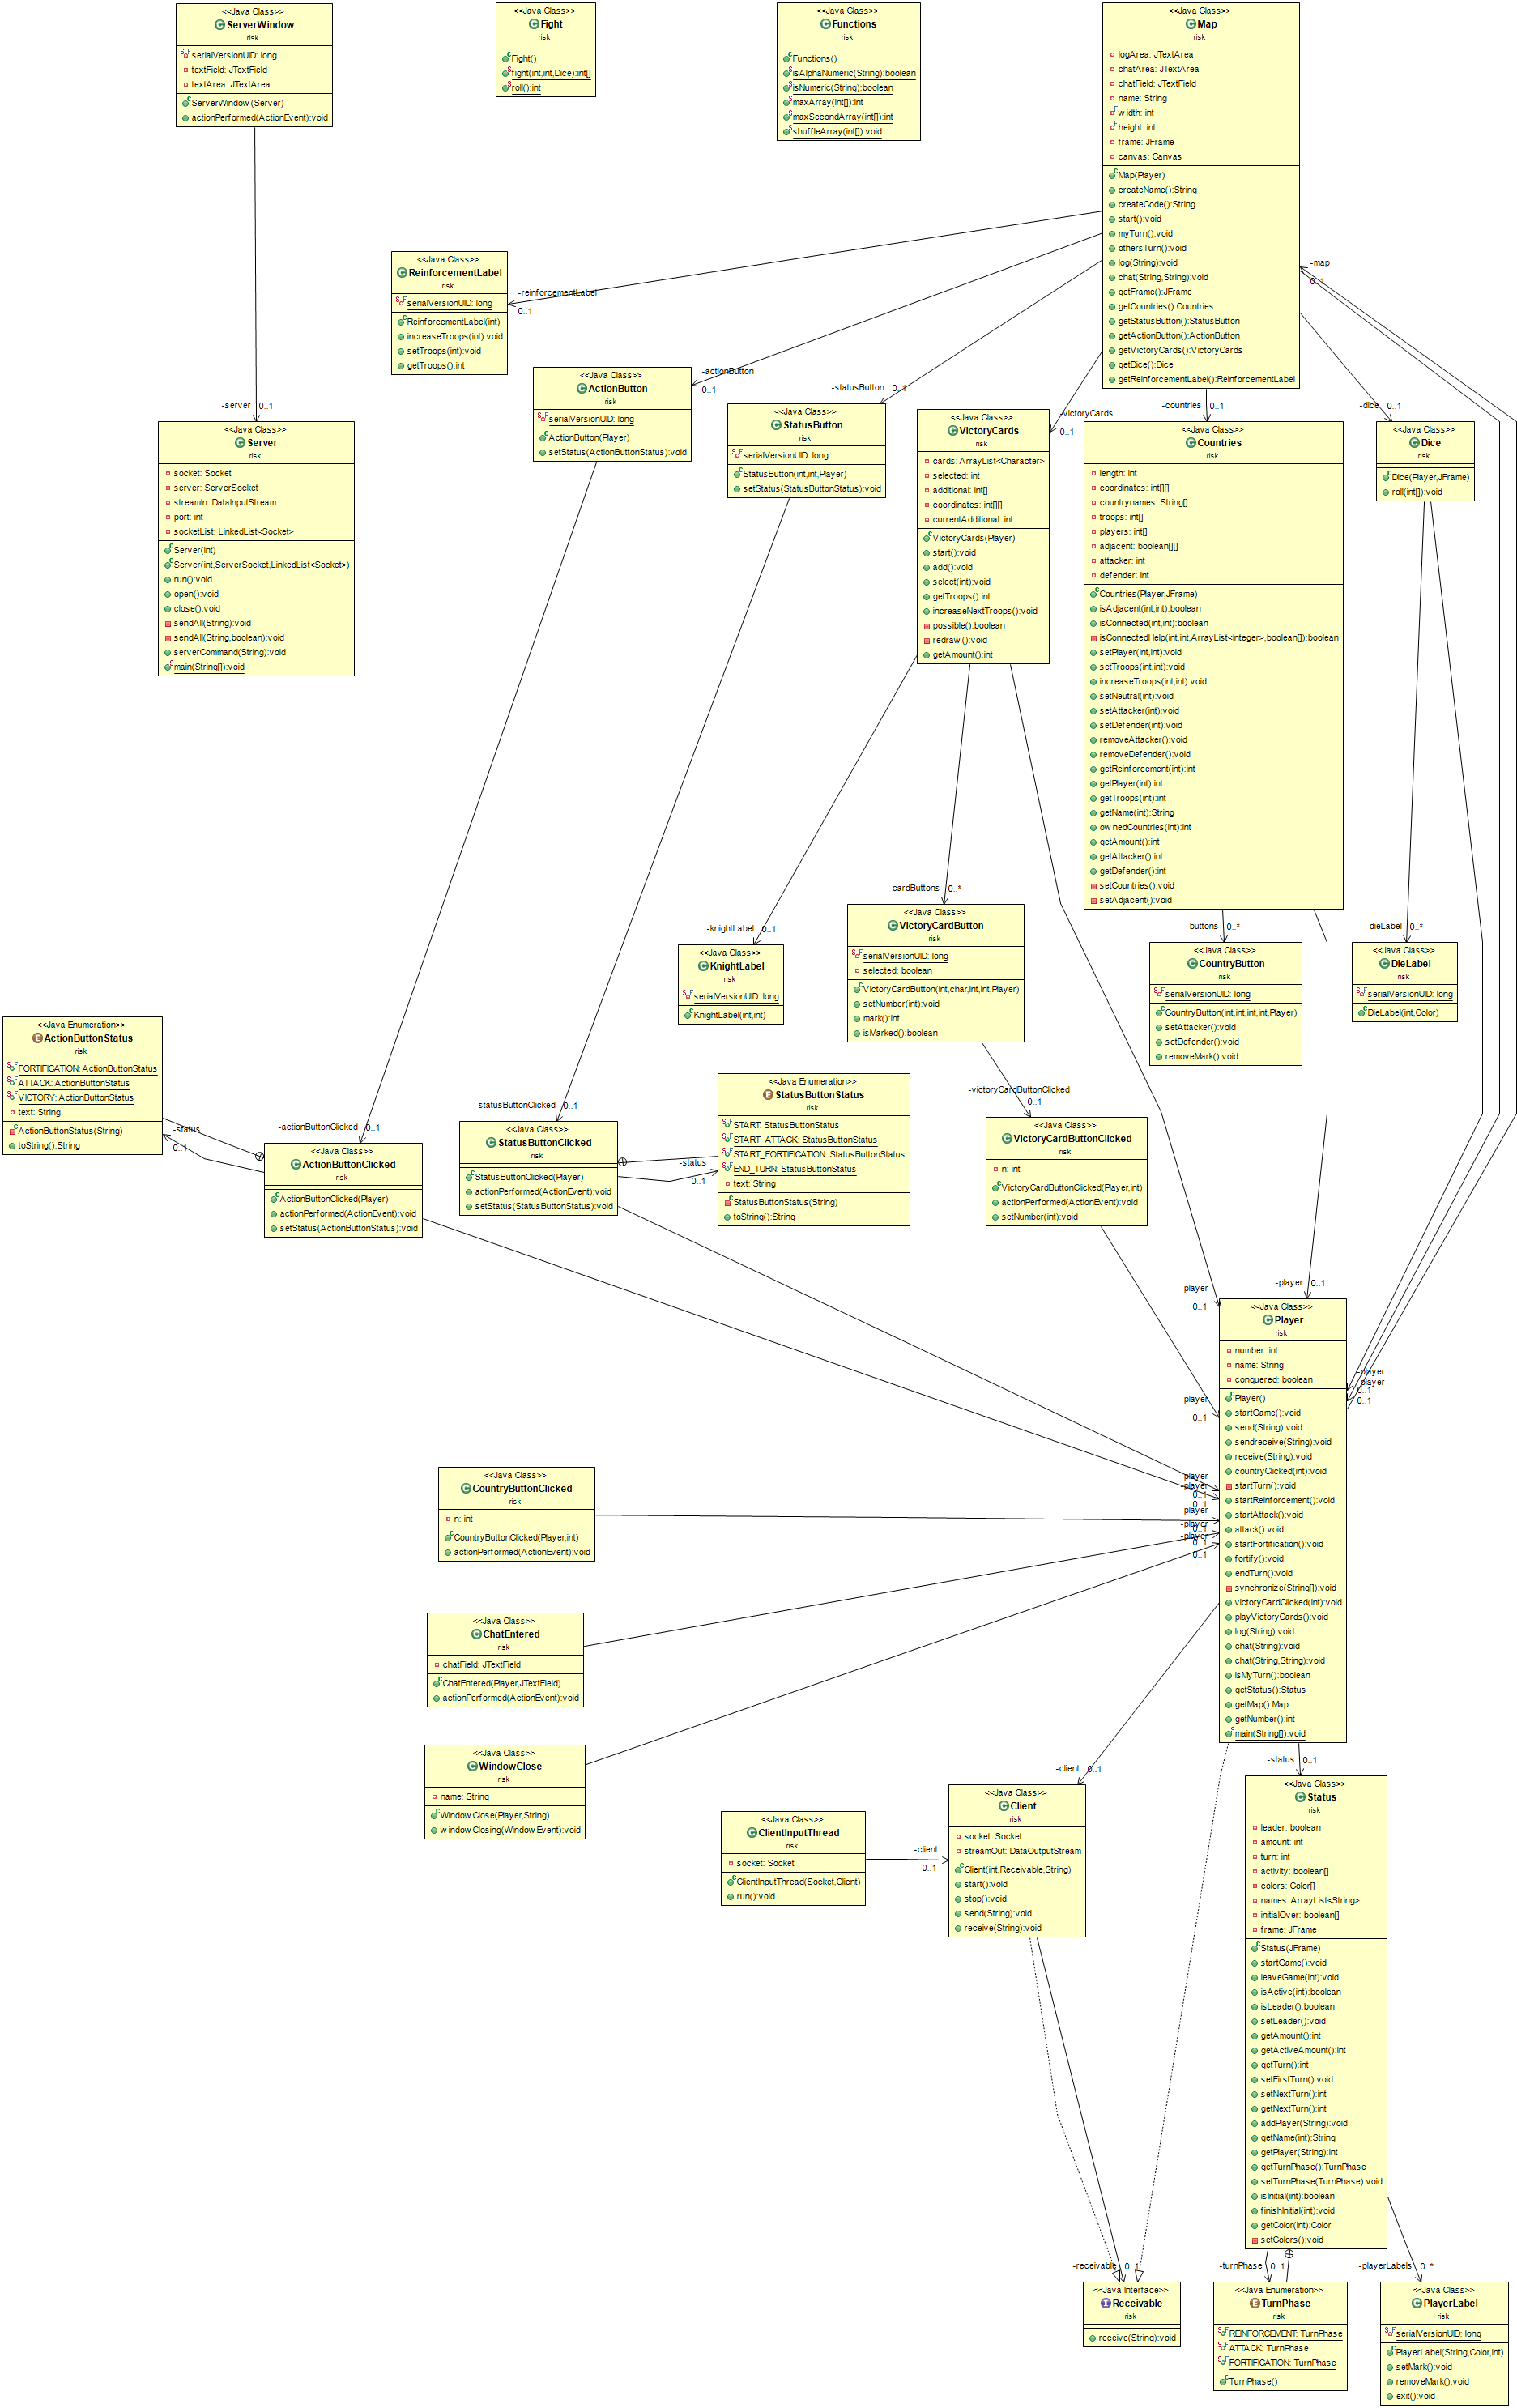 <<Java Class>>
ServerWindow
risk
serialVersionUID: long
textField: JTextField
textArea: JTextArea
ServerWindow(Server)
actionPerformed(ActionEvent):void
<<Java Class>>
Fight
risk
Fight()
fight(int,int,Dice):int[]
roll():int
<<Java Class>>
Functions
risk
Functions()
isAlphaNumeric(String):boolean
isNumeric(String):boolean
maxArray(int[]):int
maxSecondArray(int[]):int
shuffleArray(int[]):void
<<Java Class>>
Map
risk
logArea: JTextArea
chatArea: JTextArea
chatField: JTextField
name: String
width: int
height: int
frame: JFrame
canvas: Canvas
Map(Player)
createName():String
createCode():String
start():void
myTurn():void
othersTurn():void
log(String):void
chat(String,String):void
getFrame():JFrame
getCountries():Countries
getStatusButton():StatusButton
getActionButton():ActionButton
getVictoryCards():VictoryCards
getDice():Dice
getReinforcementLabel():ReinforcementLabel
-map
0..1
<<Java Class>>
ReinforcementLabel
risk
serialVersionUID: long
ReinforcementLabel(int)
increaseTroops(int):void
setTroops(int):void
getTroops():int
-reinforcementLabel
0..1
-actionButton
0..1
-statusButton 0..1
-victoryCards
0..1
-countries 0..1
-dice 0..1
-server 0..1
<<Java Class>>
Server
risk
socket: Socket
server: ServerSocket
streamIn: DataInputStream
port: int
socketList: LinkedList<Socket>
Server(int)
Server(int,ServerSocket,LinkedList<Socket>)
run():void
open():void
close():void
sendAll(String):void
sendAll(String,boolean):void
serverCommand(String):void
main(String[]):void
<<Java Class>>
ActionButton
risk
serialVersionUID: long
ActionButton(Player)
setStatus(ActionButtonStatus):void
<<Java Class>>
StatusButton
risk
serialVersionUID: long
StatusButton(int,int,Player)
setStatus(StatusButtonStatus):void
<<Java Class>>
VictoryCards
risk
cards: ArrayList<Character>
selected: int
additional: int[]
coordinates: int[][]
currentAdditional: int
VictoryCards(Player)
start():void
add():void
select(int):void
getTroops():int
increaseNextTroops():void
possible():boolean
redraw():void
getAmount():int
<<Java Class>>
Countries
risk
length: int
coordinates: int[][]
countrynames: String[]
troops: int[]
players: int[]
adjacent: boolean[][]
attacker: int
defender: int
Countries(Player,JFrame)
isAdjacent(int,int):boolean
isConnected(int,int):boolean
isConnectedHelp(int,int,ArrayList<Integer>,boolean[]):boolean
setPlayer(int,int):void
setTroops(int,int):void
increaseTroops(int,int):void
setNeutral(int):void
setAttacker(int):void
setDefender(int):void
removeAttacker():void
removeDefender():void
getReinforcement(int):int
getPlayer(int):int
getTroops(int):int
getName(int):String
ownedCountries(int):int
getAmount():int
getAttacker():int
getDefender():int
setCountries():void
setAdjacent():void
<<Java Class>>
Dice
risk
Dice(Player,JFrame)
roll(int[]):void
-knightLabel 0..1
-cardButtons 0..*
-buttons 0..*
-dieLabel 0..*
<<Java Class>>
KnightLabel
risk
serialVersionUID: long
KnightLabel(int,int)
<<Java Class>>
VictoryCardButton
risk
serialVersionUID: long
selected: boolean
VictoryCardButton(int,char,int,int,Player)
setNumber(int):void
mark():int
isMarked():boolean
<<Java Class>>
CountryButton
risk
serialVersionUID: long
CountryButton(int,int,int,int,Player)
setAttacker():void
setDefender():void
removeMark():void
<<Java Class>>
DieLabel
risk
serialVersionUID: long
DieLabel(int,Color)
<<Java Enumeration>>
ActionButtonStatus
risk
FORTIFICATION: ActionButtonStatus
ATTACK: ActionButtonStatus
VICTORY: ActionButtonStatus
text: String
ActionButtonStatus(String)
toString():String
-status
0..1
-actionButtonClicked 0..1
<<Java Class>>
ActionButtonClicked
risk
ActionButtonClicked(Player)
actionPerformed(ActionEvent):void
setStatus(ActionButtonStatus):void
-statusButtonClicked 0..1
<<Java Class>>
StatusButtonClicked
risk
StatusButtonClicked(Player)
actionPerformed(ActionEvent):void
setStatus(StatusButtonStatus):void
-status
0..1
<<Java Enumeration>>
StatusButtonStatus
risk
START: StatusButtonStatus
START_ATTACK: StatusButtonStatus
START_FORTIFICATION: StatusButtonStatus
END_TURN: StatusButtonStatus
text: String
StatusButtonStatus(String)
toString():String
-victoryCardButtonClicked
0..1
<<Java Class>>
VictoryCardButtonClicked
risk
n: int
VictoryCardButtonClicked(Player,int)
actionPerformed(ActionEvent):void
setNumber(int):void
-player
0..1
-player 0..1
<<Java Class>>
Player
risk
number: int
name: String
conquered: boolean
Player()
startGame():void
send(String):void
sendreceive(String):void
receive(String):void
countryClicked(int):void
startTurn():void
startReinforcement():void
startAttack():void
attack():void
startFortification():void
fortify():void
endTurn():void
synchronize(String[]):void
victoryCardClicked(int):void
playVictoryCards():void
log(String):void
chat(String):void
chat(String,String):void
isMyTurn():boolean
getStatus():Status
getMap():Map
getNumber():int
main(String[]):void
-player
-player
0..1
0..1
-player
0..1
-player
-player
0..1
0..1
-player
-player
0..1
-player
0..1
0..1
<<Java Class>>
CountryButtonClicked
risk
n: int
CountryButtonClicked(Player,int)
actionPerformed(ActionEvent):void
<<Java Class>>
ChatEntered
risk
chatField: JTextField
ChatEntered(Player,JTextField)
actionPerformed(ActionEvent):void
<<Java Class>>
WindowClose
risk
name: String
WindowClose(Player,String)
windowClosing(WindowEvent):void
-client 0..1
-status 0..1
<<Java Class>>
ClientInputThread
risk
socket: Socket
ClientInputThread(Socket,Client)
run():void
-client
0..1
<<Java Class>>
Client
risk
socket: Socket
streamOut: DataOutputStream
Client(int,Receivable,String)
start():void
stop():void
send(String):void
receive(String):void
<<Java Class>>
Status
risk
leader: boolean
amount: int
turn: int
activity: boolean[]
colors: Color[]
names: ArrayList<String>
initialOver: boolean[]
frame: JFrame
Status(JFrame)
startGame():void
leaveGame(int):void
isActive(int):boolean
isLeader():boolean
setLeader():void
getAmount():int
getActiveAmount():int
getTurn():int
setFirstTurn():void
setNextTurn():int
getNextTurn():int
addPlayer(String):void
getName(int):String
getPlayer(String):int
getTurnPhase():TurnPhase
setTurnPhase(TurnPhase):void
isInitial(int):boolean
finishInitial(int):void
getColor(int):Color
setColors():void
-receivable 0..1
-turnPhase 0..1
-playerLabels 0..*
<<Java Interface>>
Receivable
risk
receive(String):void
<<Java Enumeration>>
TurnPhase
risk
REINFORCEMENT: TurnPhase
ATTACK: TurnPhase
FORTIFICATION: TurnPhase
TurnPhase()
<<Java Class>>
PlayerLabel
risk
serialVersionUID: long
PlayerLabel(String,Color,int)
setMark():void
removeMark():void
exit():void